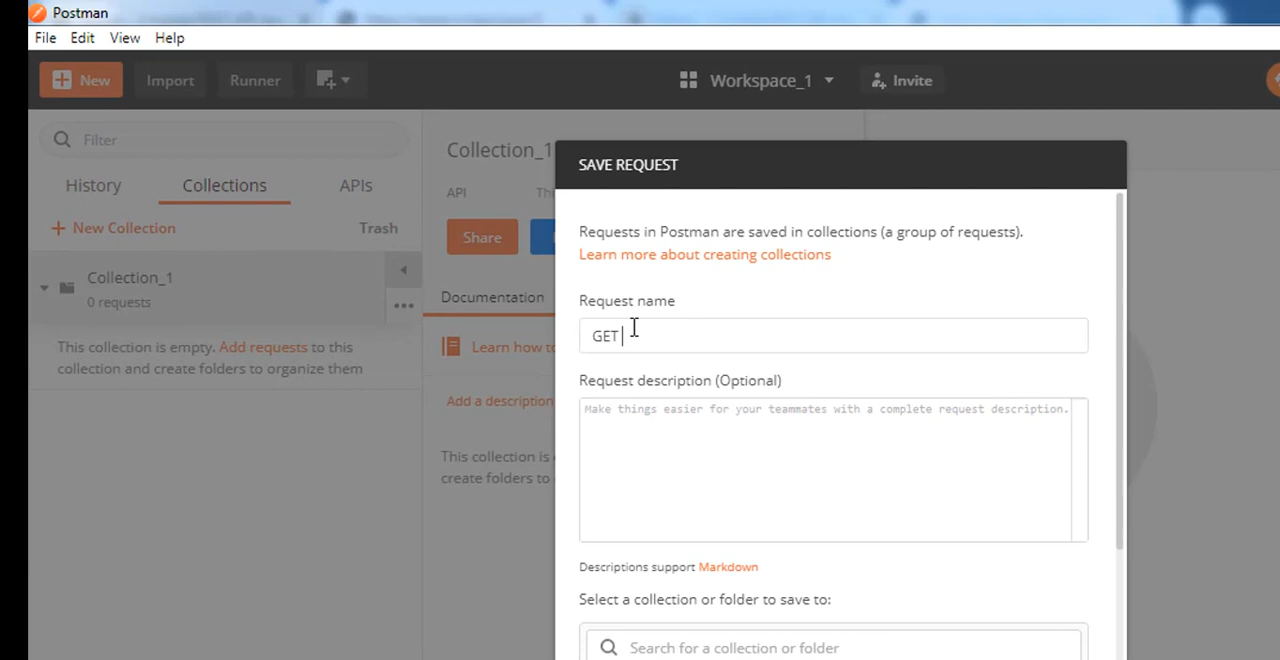 Postman
File Edit View Help
New Import Runner Workspace_1 Invite
Filter
History Collections APIs
+ New Collection Trash
Collection_1
0 requests
This collection is empty. Add requests to this
collection and create folders to organize them
Collection_1
API Th
Share
Documentation
Learn how to
Add a description
This collection is
create folders to
SAVE REQUEST
Requests in Postman are saved in collections (a group of requests).
Learn more about creating collections
Request name
GET
Request description (Optional)
Make things easier for your teammates with a complete request description.
Descriptions support Markdown
Select a collection or folder to save to:
Search for a collection or folder